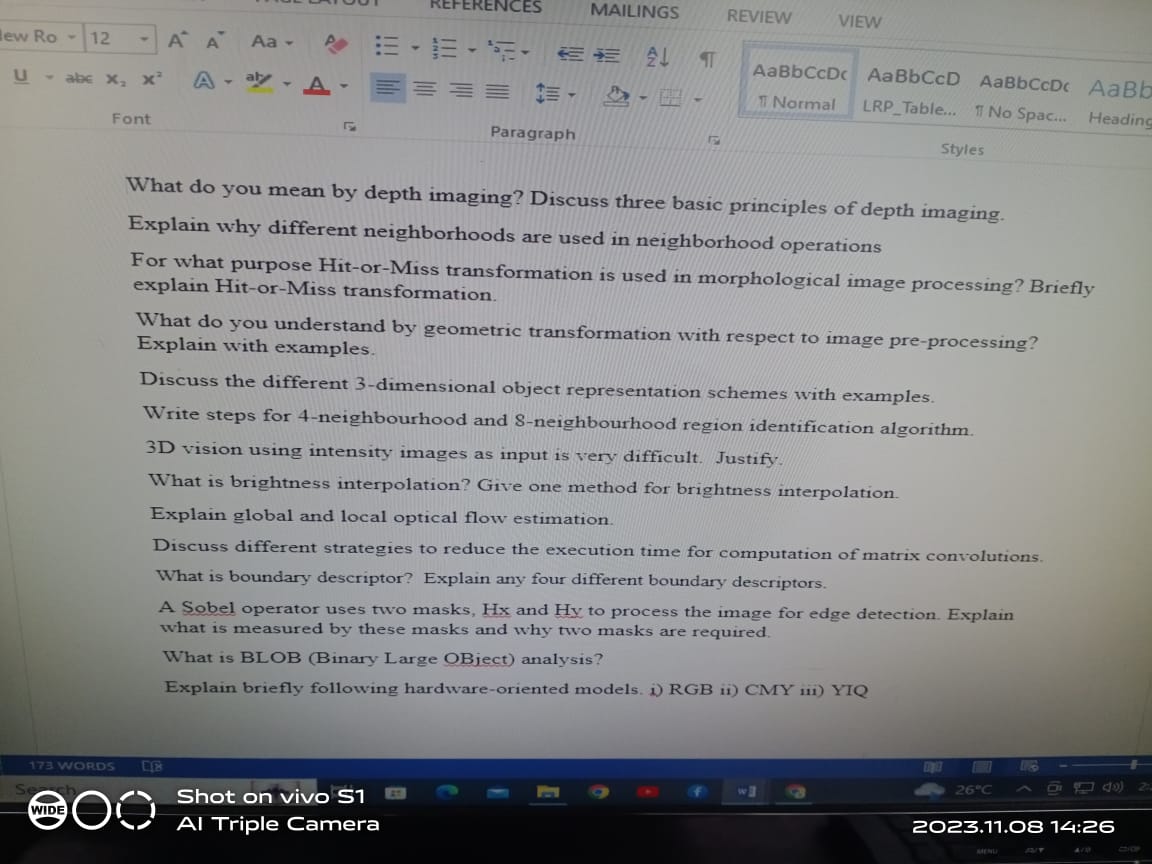 REFERENCES MAILINGS REVIEW VIEW
12 Aa
abc
AaBbCcDc AaBbCcD AaBbCcDc AaBb
¶ Normal LRP_Table... ¶ No Spac... Heading
Font Paragraph Styles
What do you mean by depth imaging? Discuss three basic principles of depth imaging.
Explain why different neighborhoods are used in neighborhood operations
For what purpose Hit-or-Miss transformation is used in morphological image processing? Briefly
explain Hit-or-Miss transformation.
What do you understand by geometric transformation with respect to image pre-processing?
Explain with examples.
Discuss the different 3-dimensional object representation schemes with examples.
Write steps for 4-neighbourhood and 8-neighbourhood region identification algorithm.
3D vision using intensity images as input is very difficult. Justify.
What is brightness interpolation? Give one method for brightness interpolation.
Explain global and local optical flow estimation.
Discuss different strategies to reduce the execution time for computation of matrix convolutions.
What is boundary descriptor? Explain any four different boundary descriptors.
A Sobel operator uses two masks, Hx and Hy to process the image for edge detection. Explain
what is measured by these masks and why two masks are required.
What is BLOB (Binary Large OBject) analysis?
Explain briefly following hardware-oriented models. i) RGB ii) CMY iii) YIQ
173 WORDS
26°C
WIDE
Shot on vivo S1
AI Triple Camera
2023.11.08 14:26
MENU